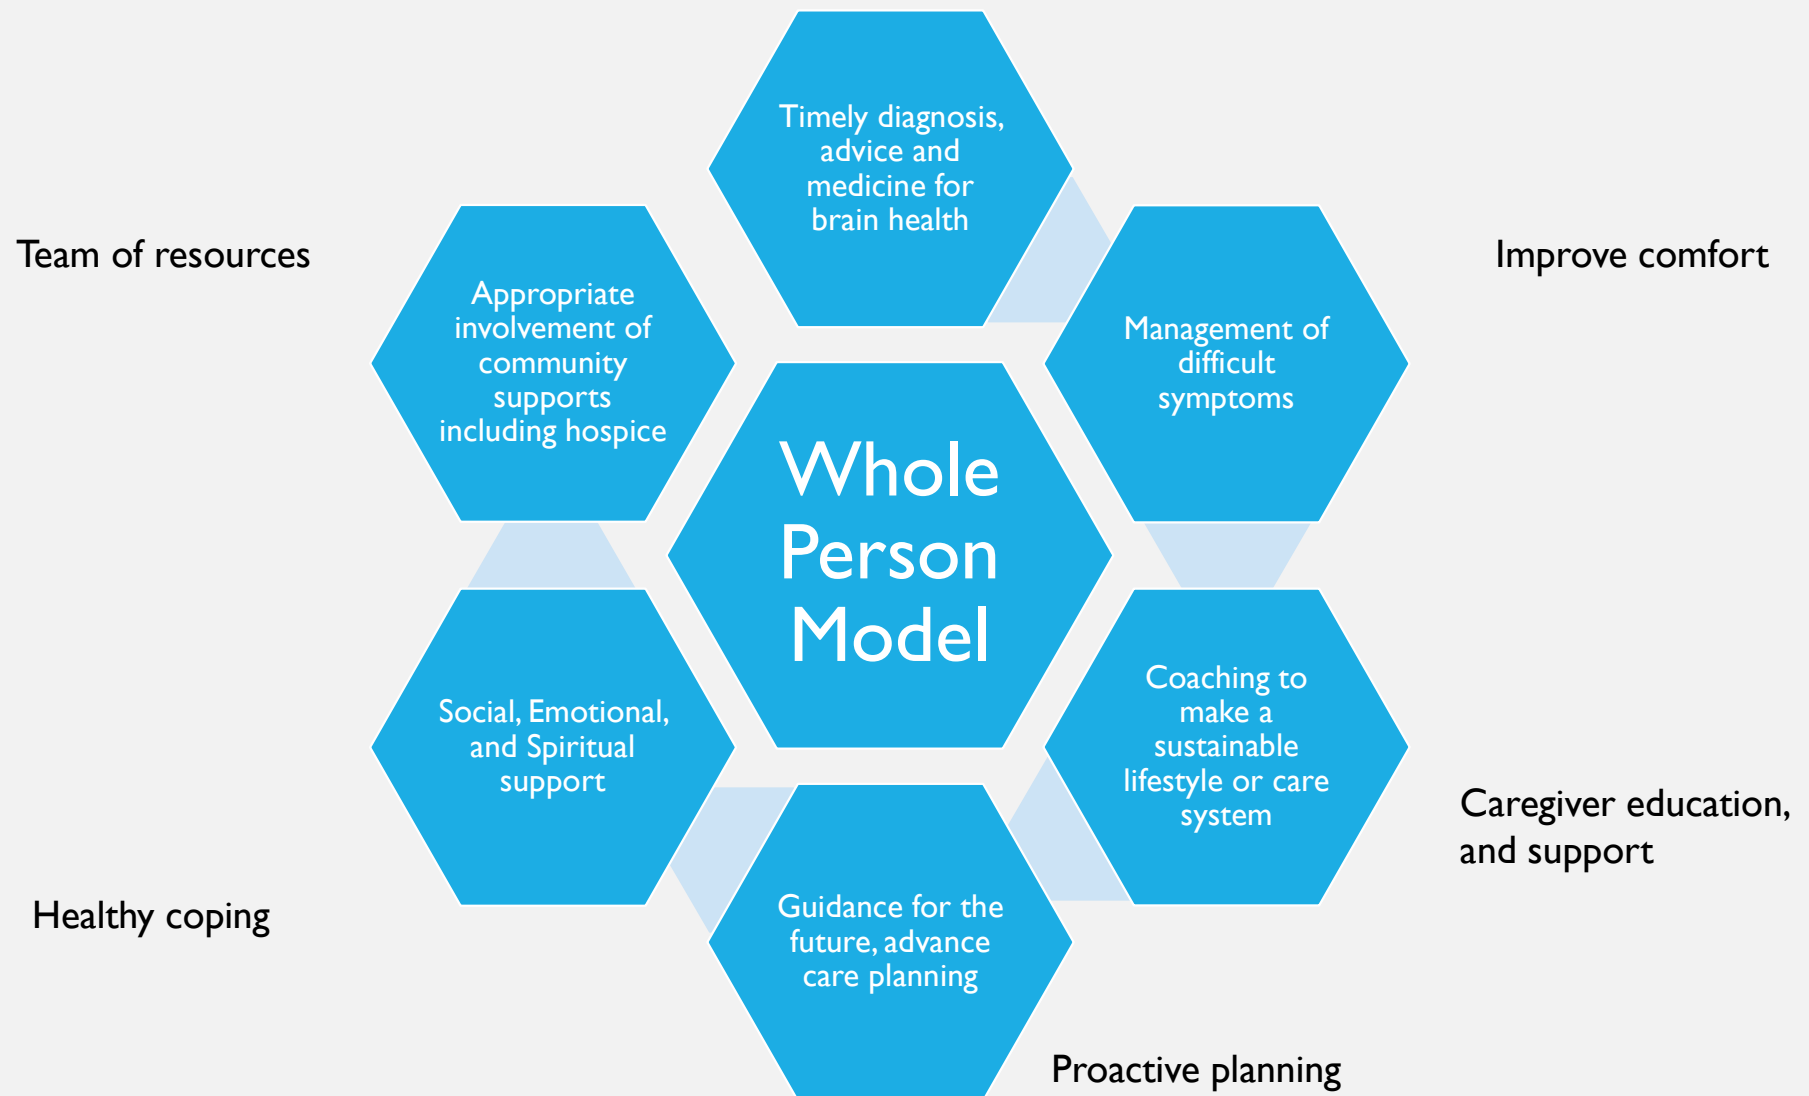 Timely diagnosis,
advice and
medicine for
brain health
Team of resources
Improve comfort
Appropriate
involvement of
community
supports
including hospice
Management of
difficult
symptoms
Whole
Person
Model
Social, Emotional,
and Spiritual
support
Coaching to
make a
sustainable
lifestyle or care
system
Caregiver education,
and support
Healthy coping
Guidance for the
future, advance
care planning
Proactive planning